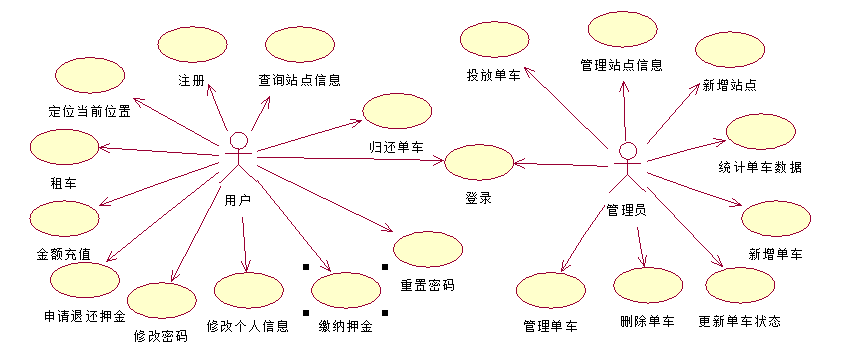 注册
查询站点信息
投放单车
管理站点信息
新增站点
定位当前位置
归还单车
统计单车数据
租车
登录
用户
管理员
金额充值
新增单车
重置密码
申请退还押金
修改密码
修改个人信息
缴纳押金
管理单车
删除单车
更新单车状态